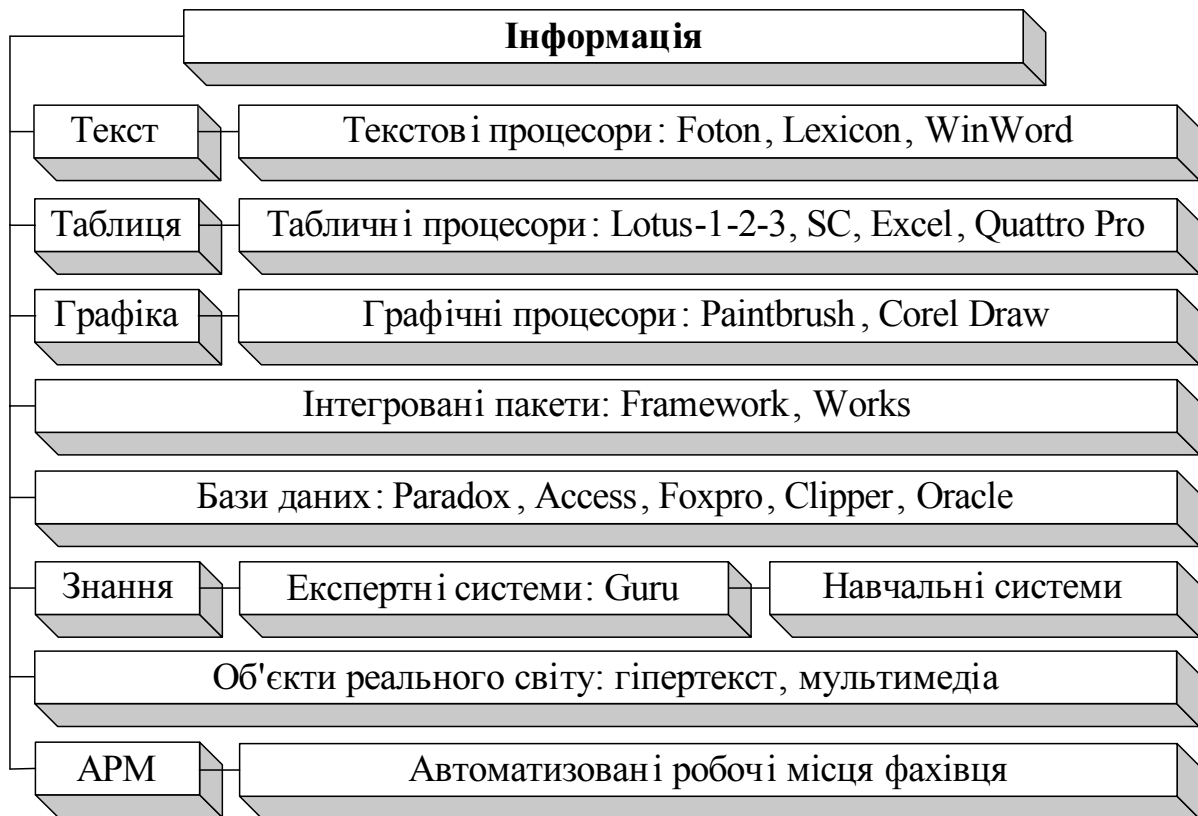 Інформація
Текст Текстові процесори: Foton, Lexicon, WinWord
Таблиця Табличні процесори: Lotus-1-2-3, SC, Excel, Quattro Pro
Графіка Графічні процесори: Paintbrush, Corel Draw
Інтегровані пакети: Framework, Works
Бази даних: Paradox, Access, Foxpro, Clipper, Oracle
Знання Експертні системи: Guru Навчальні системи
Об'єкти реального світу: гіпертекст, мультимедіа
АРМ Автоматизовані робочі місця фахівця